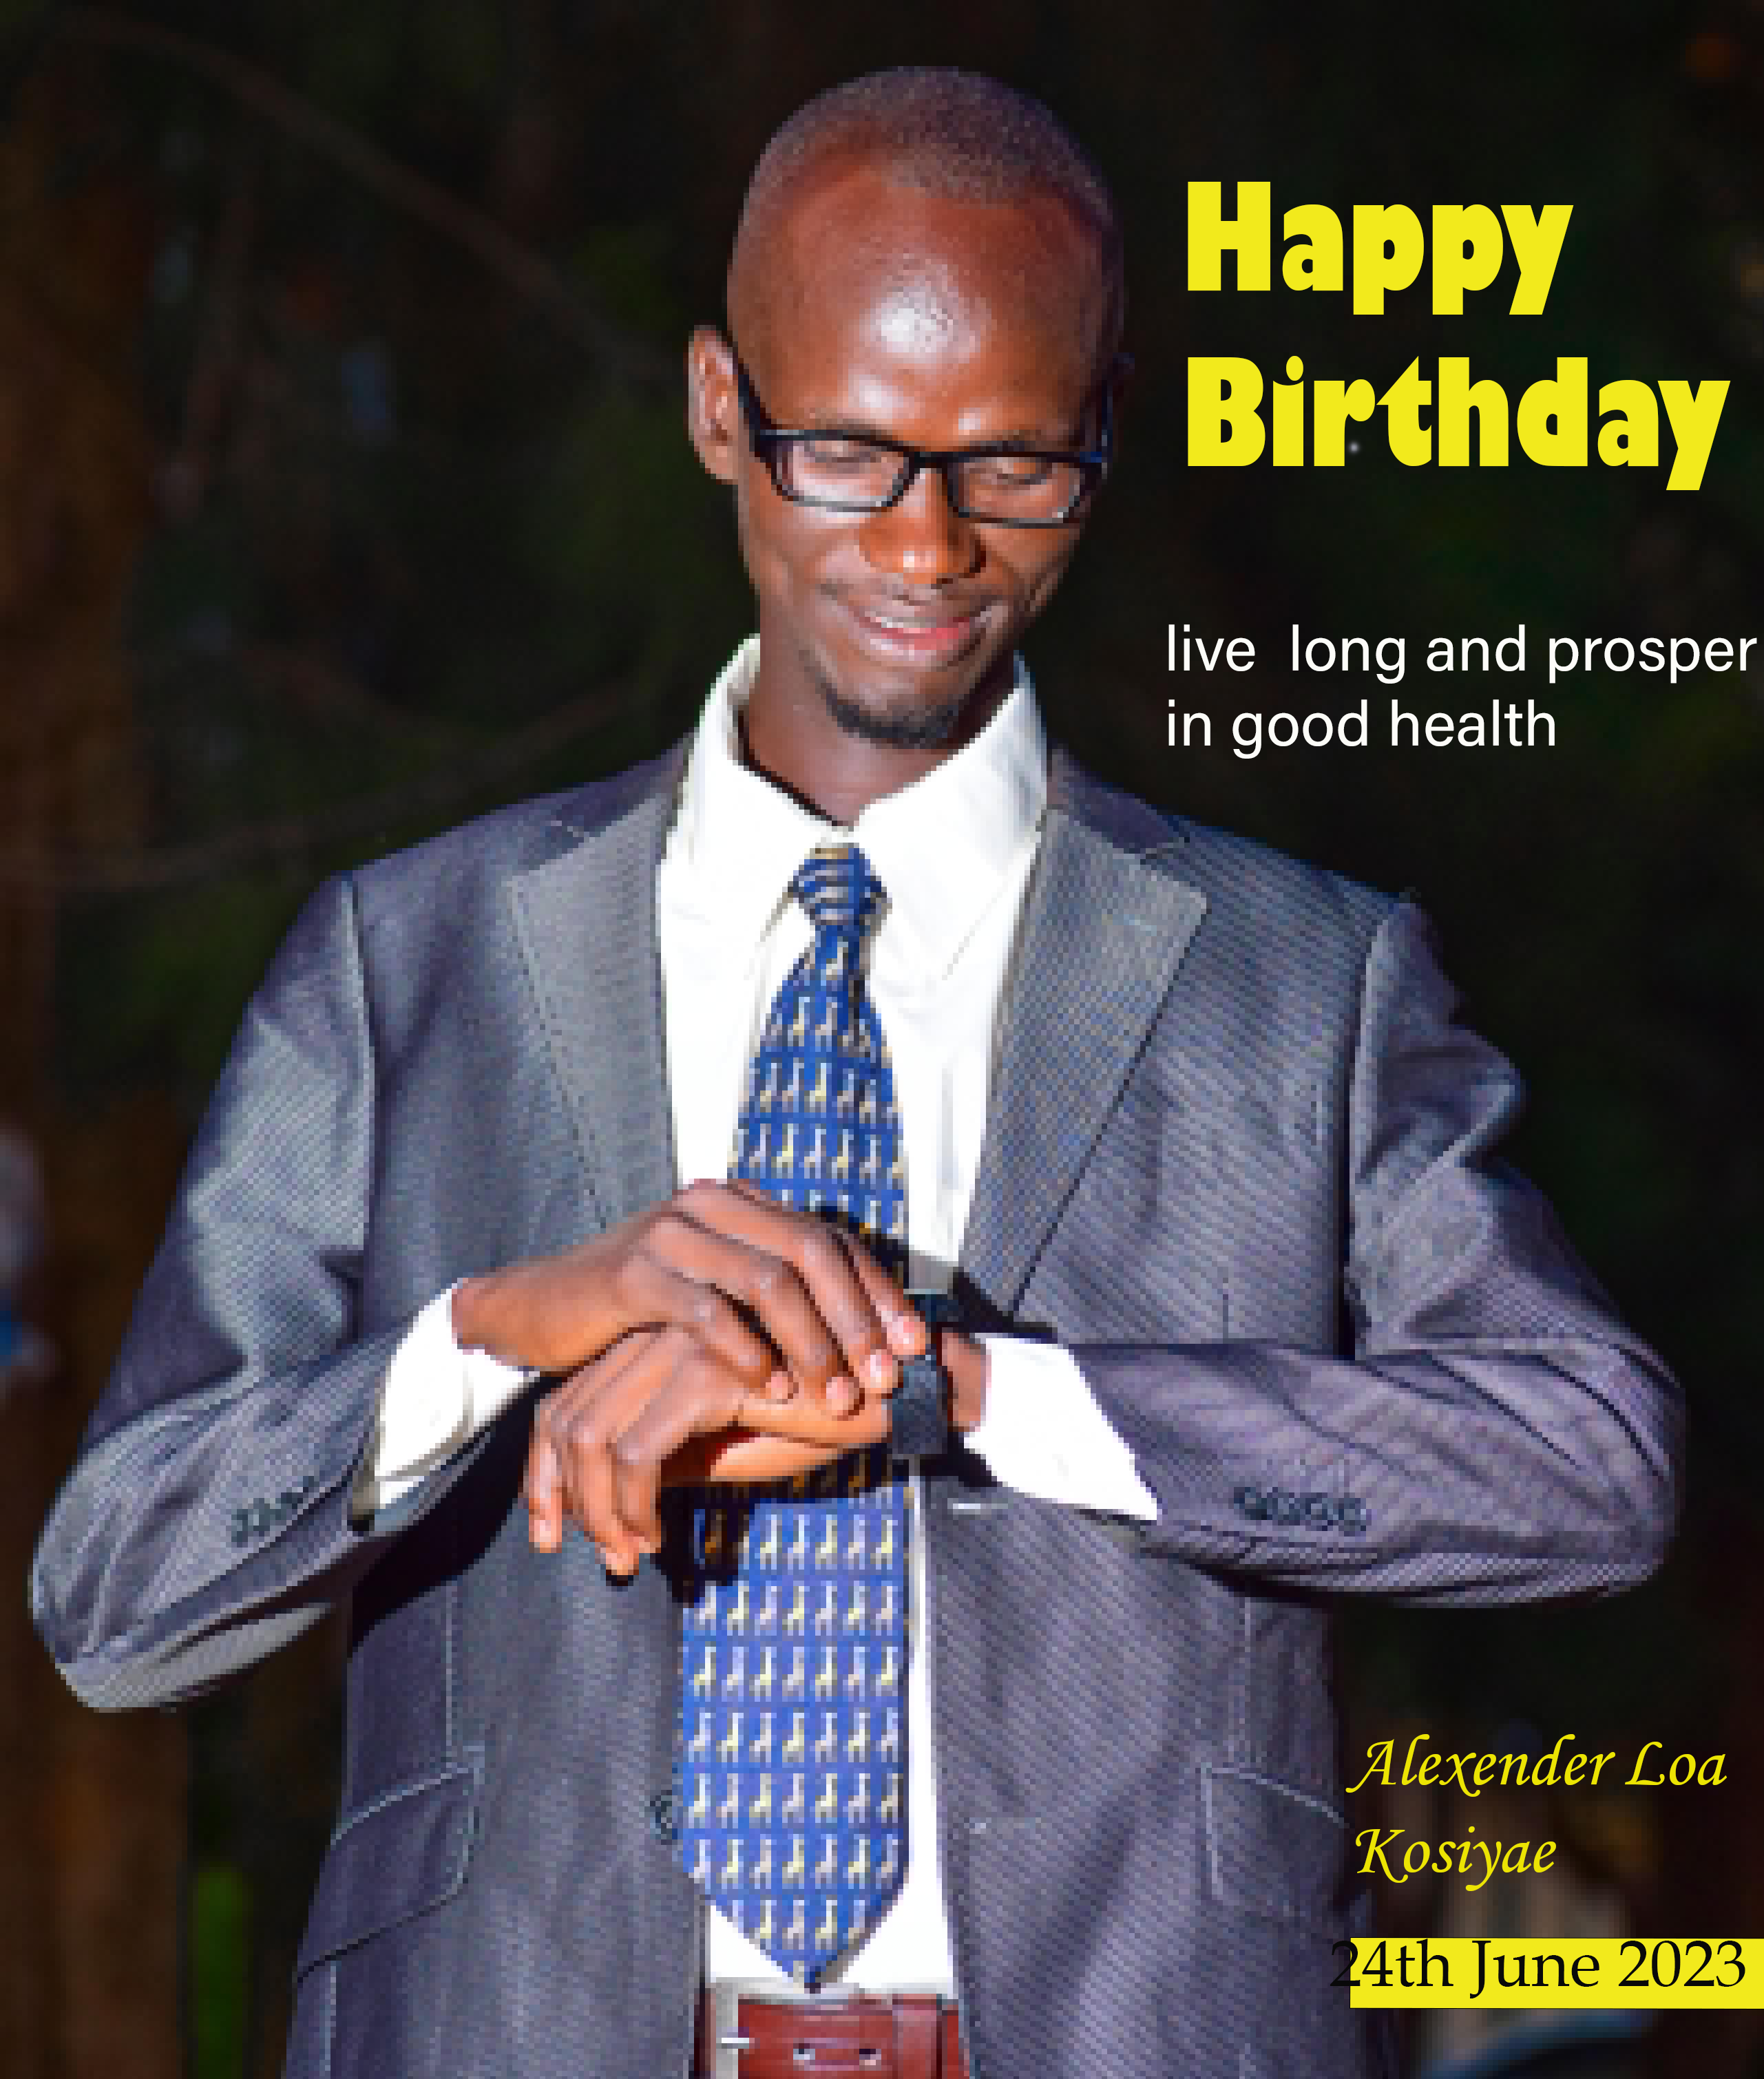 Happy
Birthday
live long and prosper
in good health
Alexender Loa
Kosiyae
24th June 2023